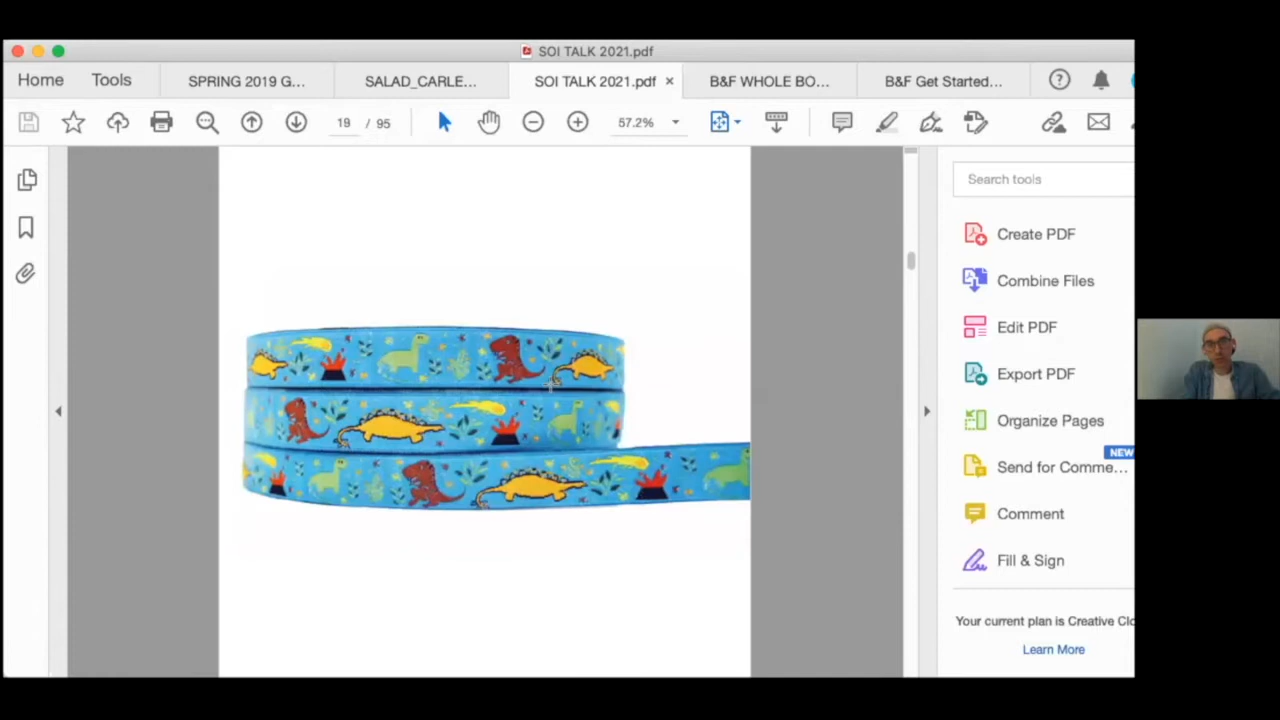 SOI TALK 2021.pdf
Home Tools SPRING 2019 G... SALAD_CARLE... SOI TALK 2021.pdf × B&F WHOLE BO... B&F Get Started...
19 / 95 57.2%
Search tools
Create PDF
Combine Files
Edit PDF
Export PDF
Organize Pages
NEW
Send for Comme...
Comment
Fill & Sign
Your current plan is Creative Clo
Learn More